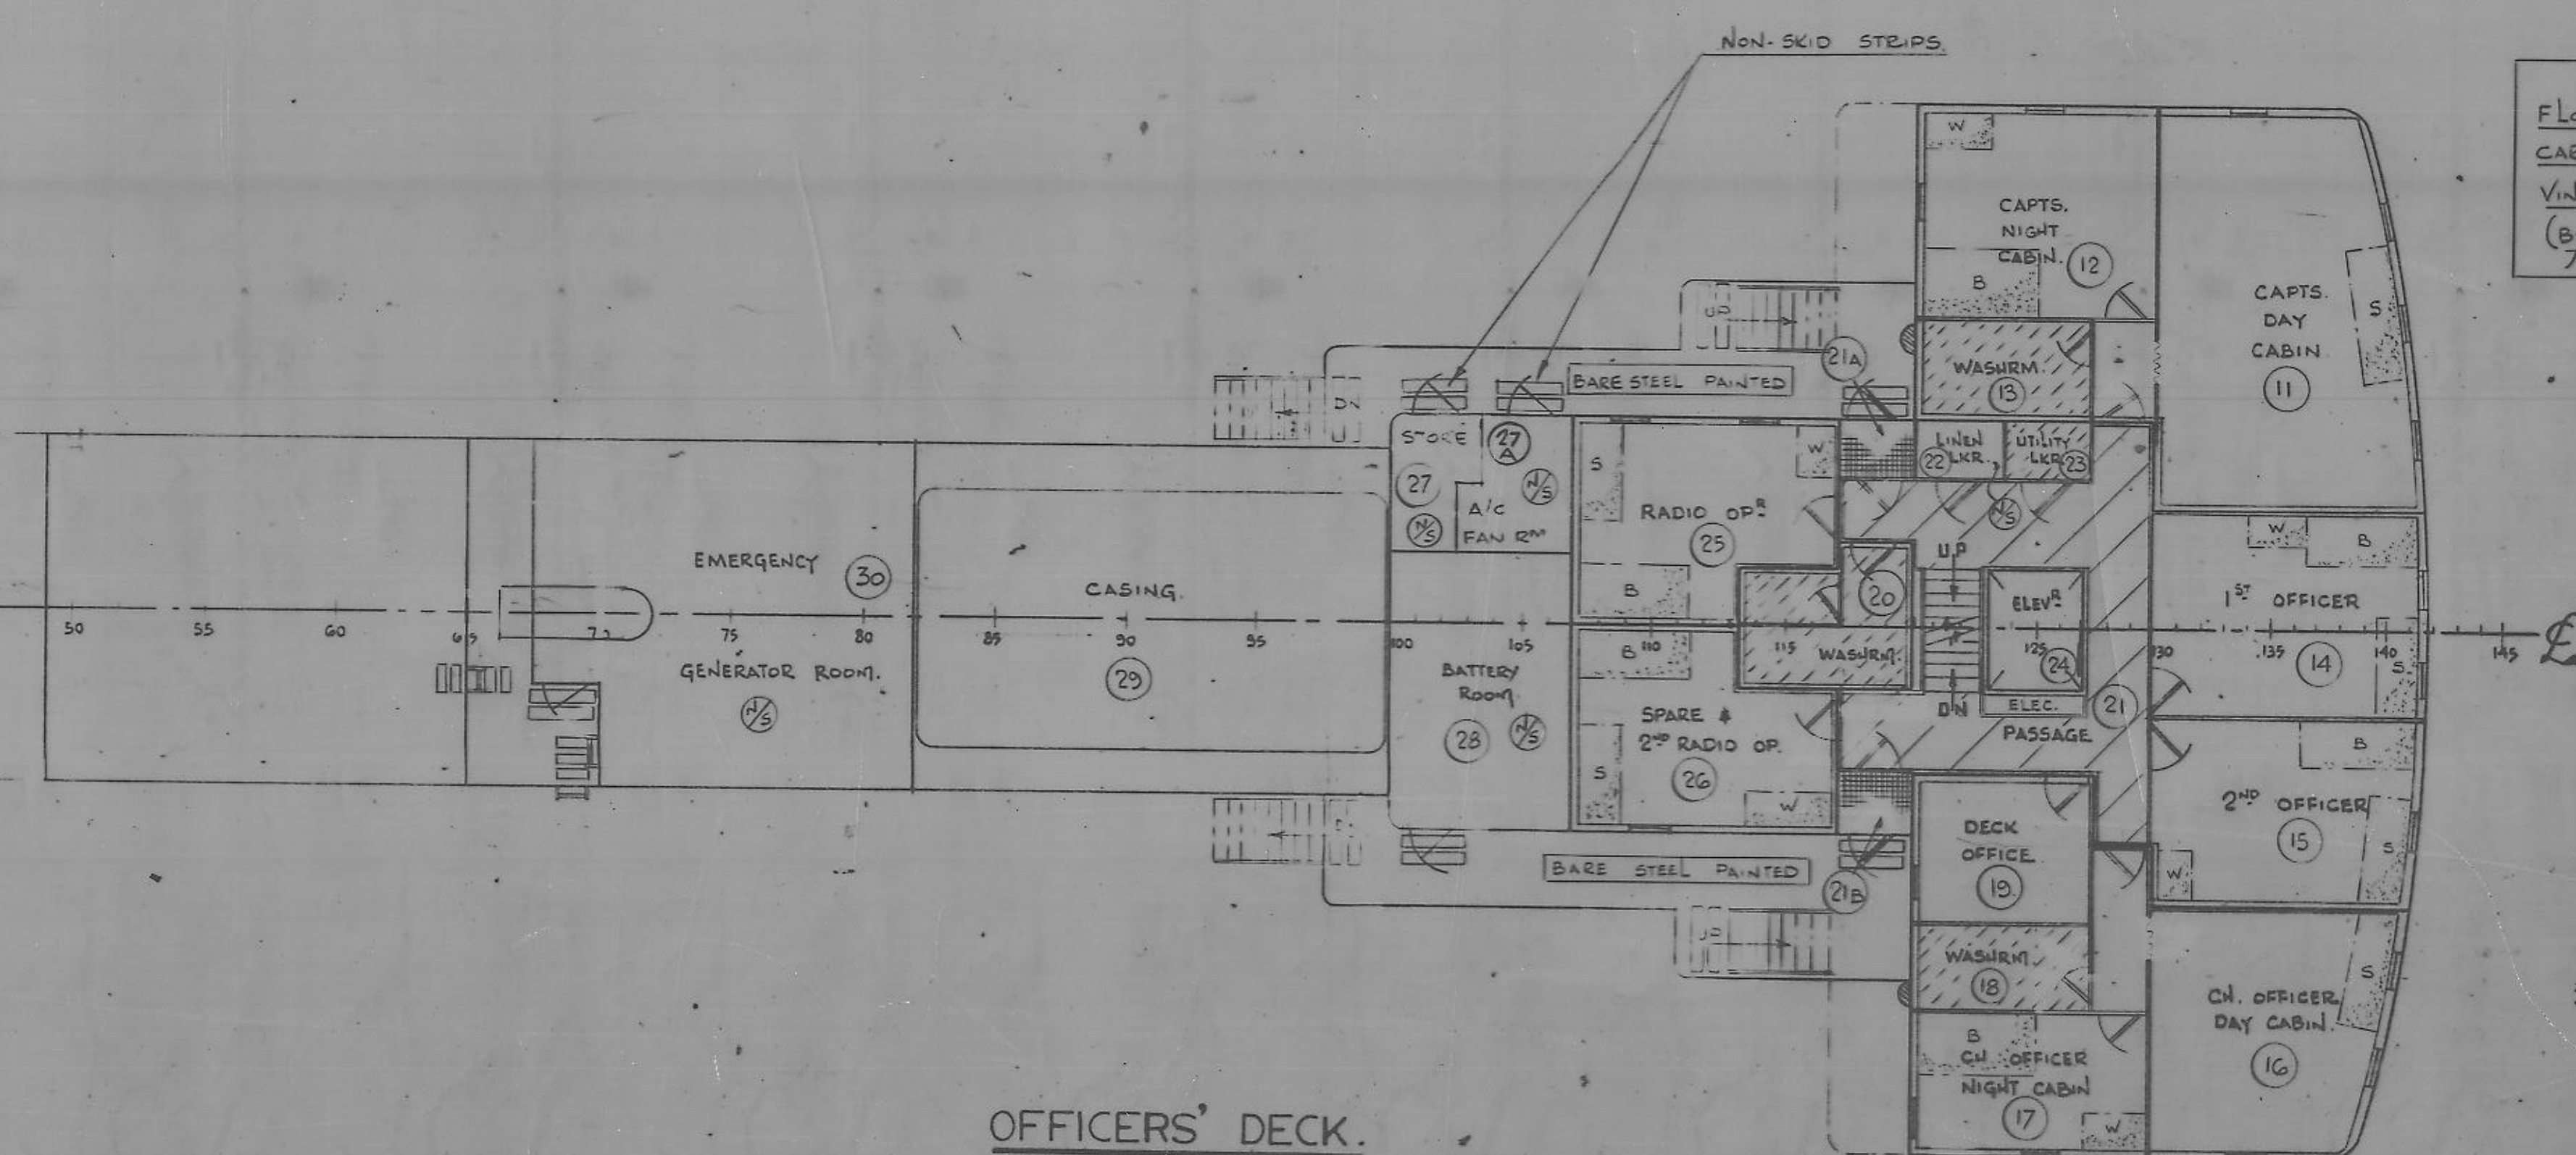 NON-SKID STRIPS.
W
CAPTS.
NIGHT
CABIN.
12
B
CAPTS.
DAY
CABIN
11
S
UP
21A
WASHRM.
13
BARE STEEL PAINTED
DN
STORE
27
N/S
27
A
N/S
A/C
FAN RM
S
W
RADIO OPR
25
B
LINEN
LKR.
22
UTILITY
LKR
23
N/S
UP
20
ELEVR
24
W
B
1ST OFFICER
14
S
EMERGENCY
30
CASING.
29
50
55
60
65
75
80
85
90
95
100
105
110
115
125
130
135
140
145
GENERATOR ROOM.
N/S
BATTERY
ROOM
28
N/S
B
WASHRM.
SPARE &
2ND RADIO OP.
26
S
W
DN
ELEC.
21
PASSAGE
B
2ND OFFICER
15
S
W
BARE STEEL PAINTED
21B
DECK
OFFICE
19
UP
WASHRM.
18
CH. OFFICER
DAY CABIN.
16
S
B
CH. OFFICER
NIGHT CABIN
17
W
OFFICERS' DECK.